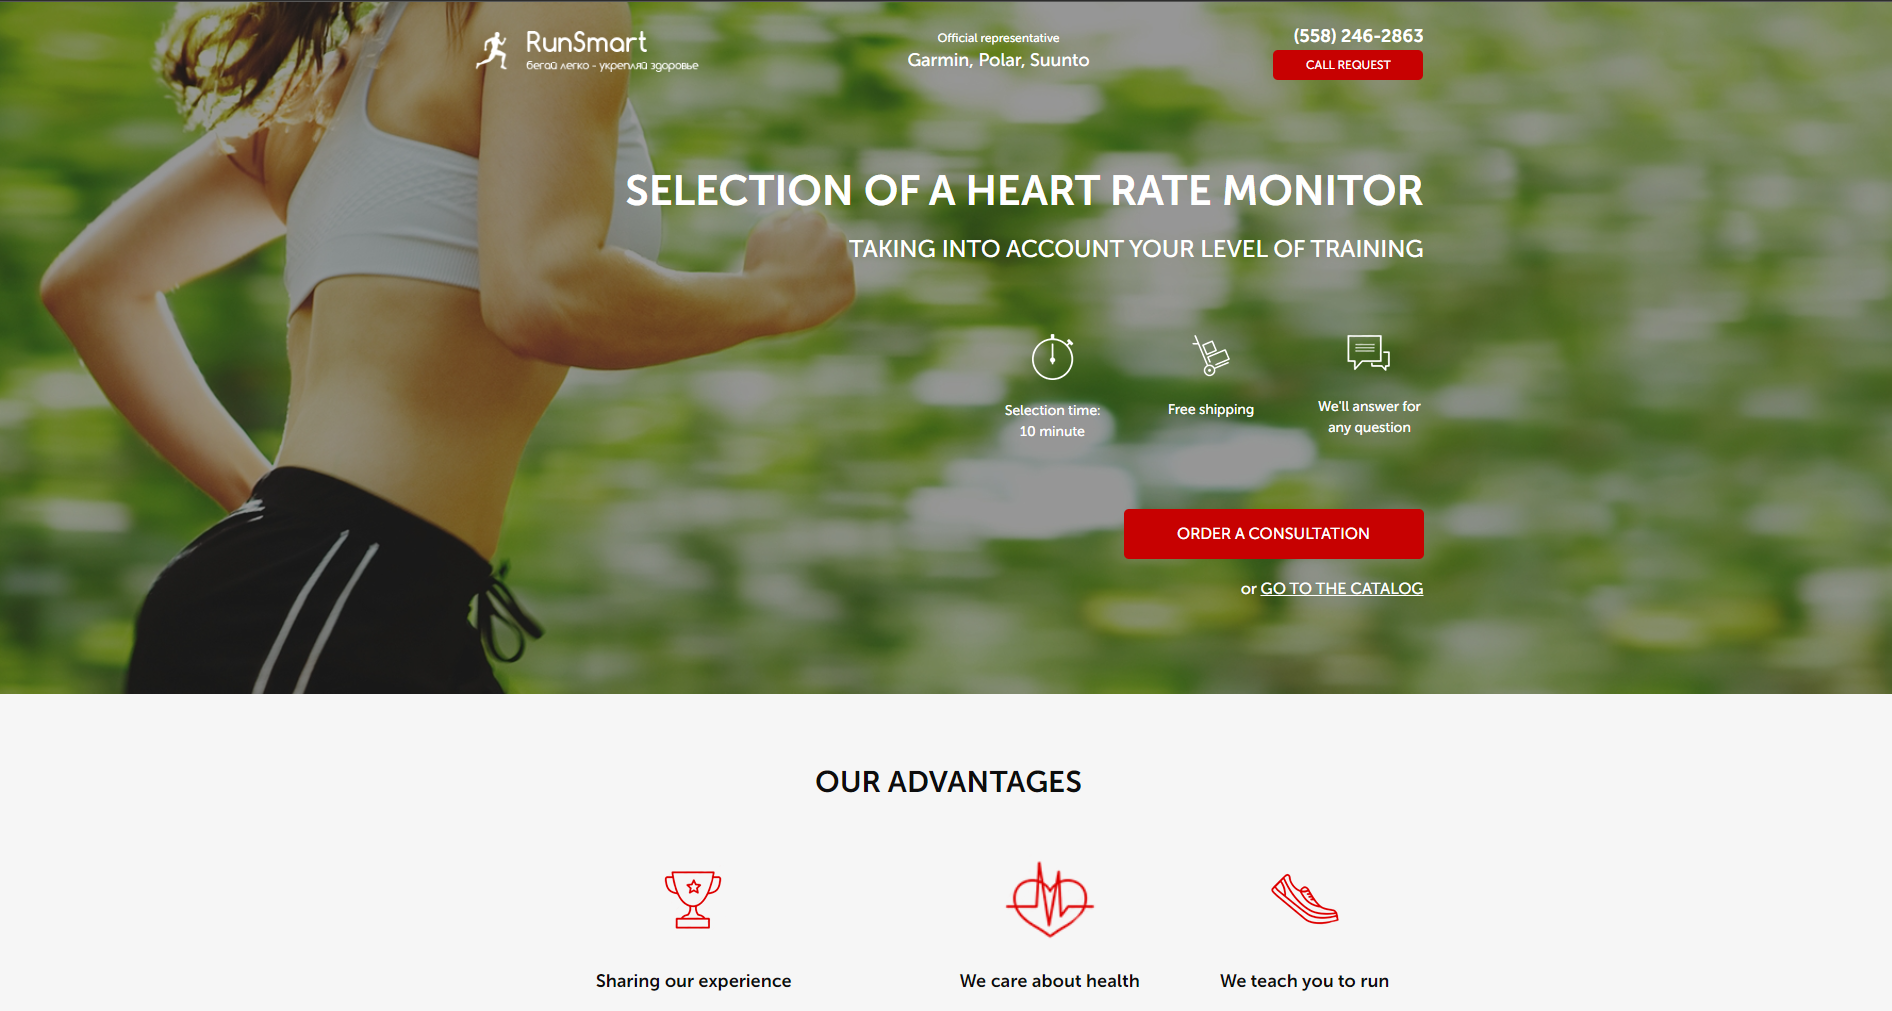 RunSmart
бегай легко - укрепляй здоровье
Official representative
Garmin, Polar, Suunto
(558) 246-2863
CALL REQUEST
SELECTION OF A HEART RATE MONITOR
TAKING INTO ACCOUNT YOUR LEVEL OF TRAINING
Selection time:
10 minute
Free shipping
We'll answer for
any question
ORDER A CONSULTATION
or GO TO THE CATALOG
OUR ADVANTAGES
Sharing our experience
We care about health
We teach you to run